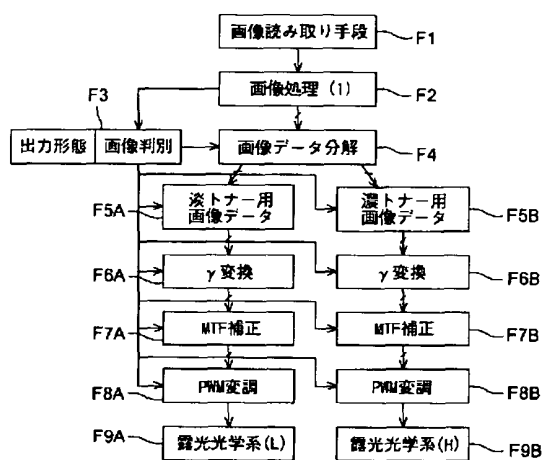 画像読み取り手段
F1
画像処理 (1)
F2
F3
出力形態
画像判別
画像データ分解
F4
淡トナー用
画像データ
F5A
濃トナー用
画像データ
F5B
γ変換
F6A
γ変換
F6B
MTF補正
F7A
MTF補正
F7B
PWM変調
F8A
PWM変調
F8B
露光光学系(L)
F9A
露光光学系(H)
F9B